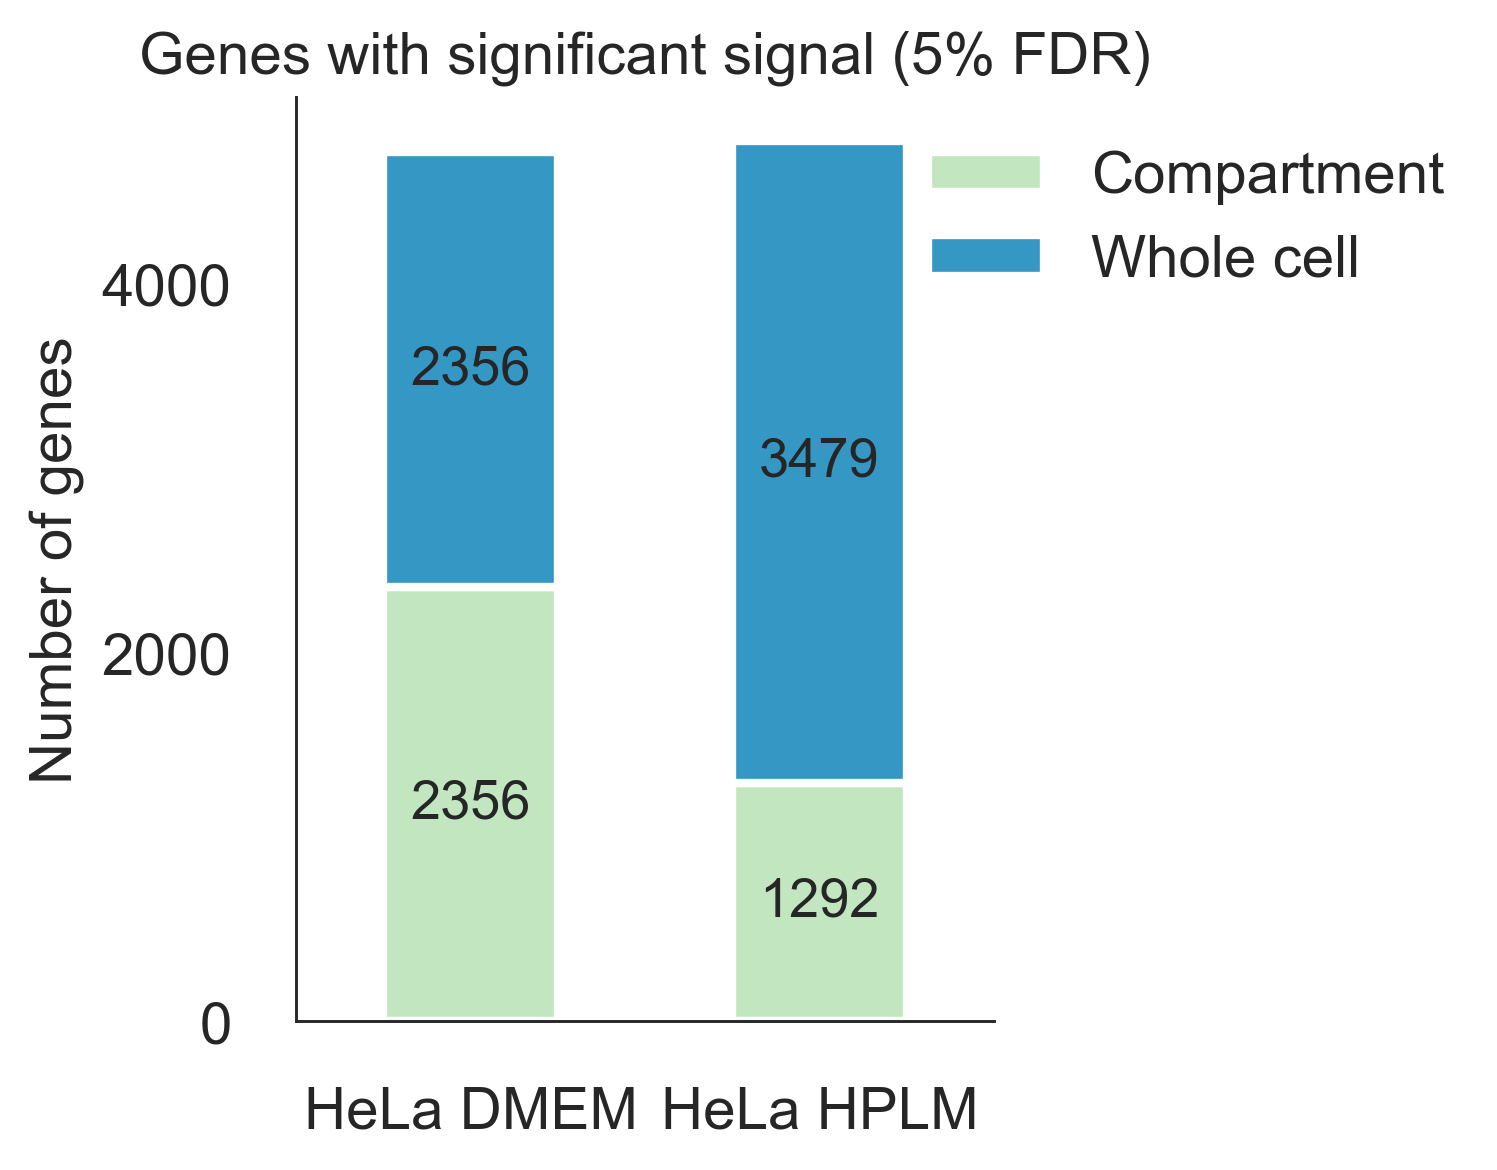 Genes with significant signal (5% FDR)
Compartment
Whole cell
Number of genes
4000
2000
0
2356
2356
3479
1292
HeLa DMEM
HeLa HPLM